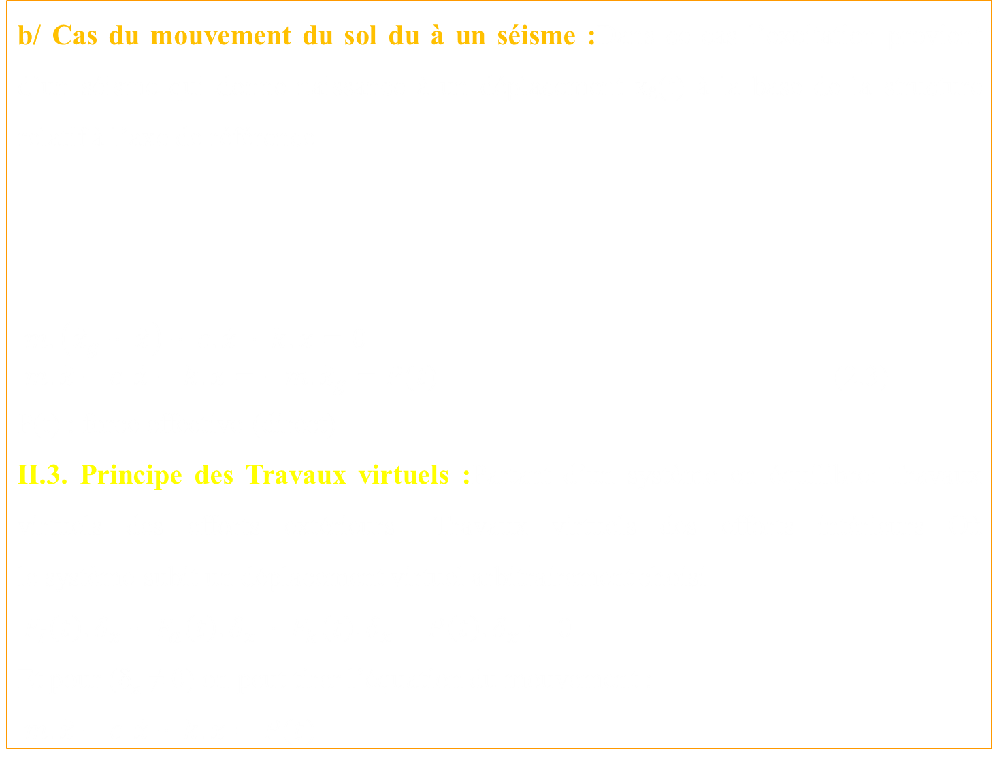 b/ Cas du mouvement du sol du à un séisme :
II.3. Principe des Travaux virtuels :